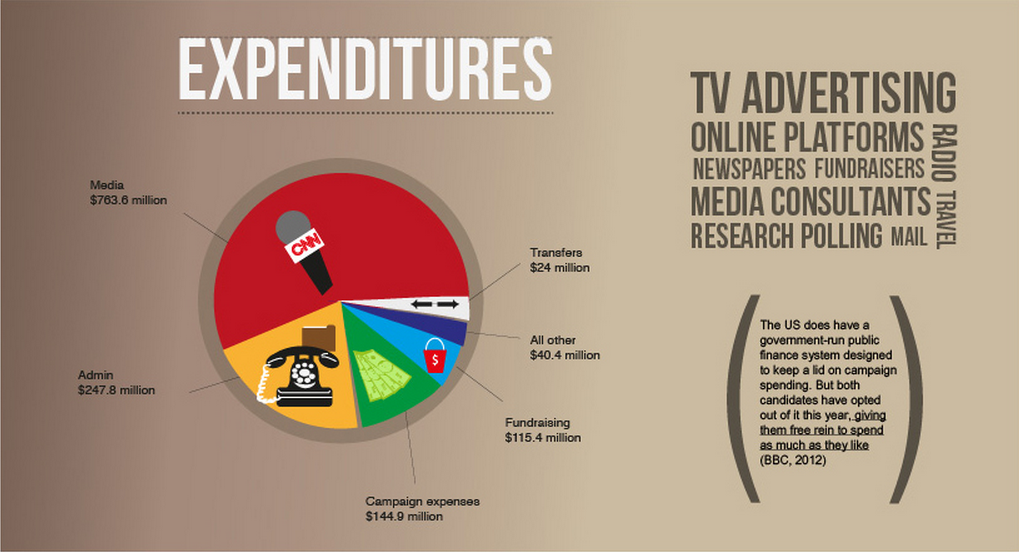 EXPENDITURES
Media
$763.6 million
CNN
Transfers
$24 million
All other
$40.4 million
$
Fundraising
$115.4 million
Campaign expenses
$144.9 million
Admin
$247.8 million
TV ADVERTISING
ONLINE PLATFORMS
RADIO
NEWSPAPERS FUNDRAISERS
MEDIA CONSULTANTS
TRAVEL
RESEARCH POLLING MAIL
The US does have a
government-run public
finance system designed
to keep a lid on campaign
spending. But both
candidates have opted
out of it this year, giving
them free rein to spend
as much as they like
(BBC, 2012)